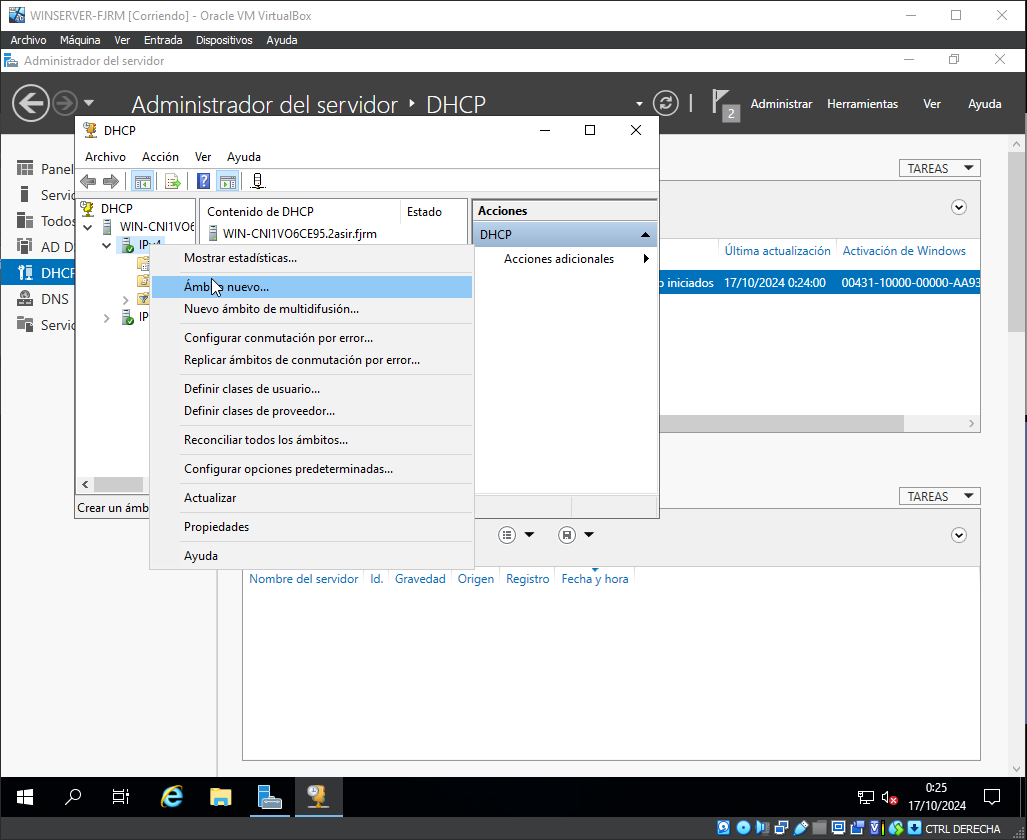 WINSERVER-FJRM [Corriendo] - Oracle VM VirtualBox
Archivo Máquina Ver Entrada Dispositivos Ayuda
Administrador del servidor
Administrador del servidor DHCP
2
Administrar Herramientas Ver Ayuda
DHCP
Archivo Acción Ver Ayuda
Panel
TAREAS
Servic
Todos
AD D
DHCP
DNS
Servic
DHCP
WIN-CNI1VO6
IPv4
IP
Contenido de DHCP Estado
WIN-CNI1VO6CE95.2asir.fjrm
Acciones
DHCP
Acciones adicionales
Última actualización Activación de Windows
o iniciados 17/10/2024 0:24:00 00431-10000-00000-AA93
Mostrar estadísticas...
Ámbito nuevo...
Nuevo ámbito de multidifusión...
Configurar conmutación por error...
Replicar ámbitos de conmutación por error...
Definir clases de usuario...
Definir clases de proveedor...
Reconciliar todos los ámbitos...
Configurar opciones predeterminadas...
Actualizar
Propiedades
Ayuda
Crear un ámb
TAREAS
Nombre del servidor Id. Gravedad Origen Registro Fecha y hora
0:25
17/10/2024
CTRL DERECHA